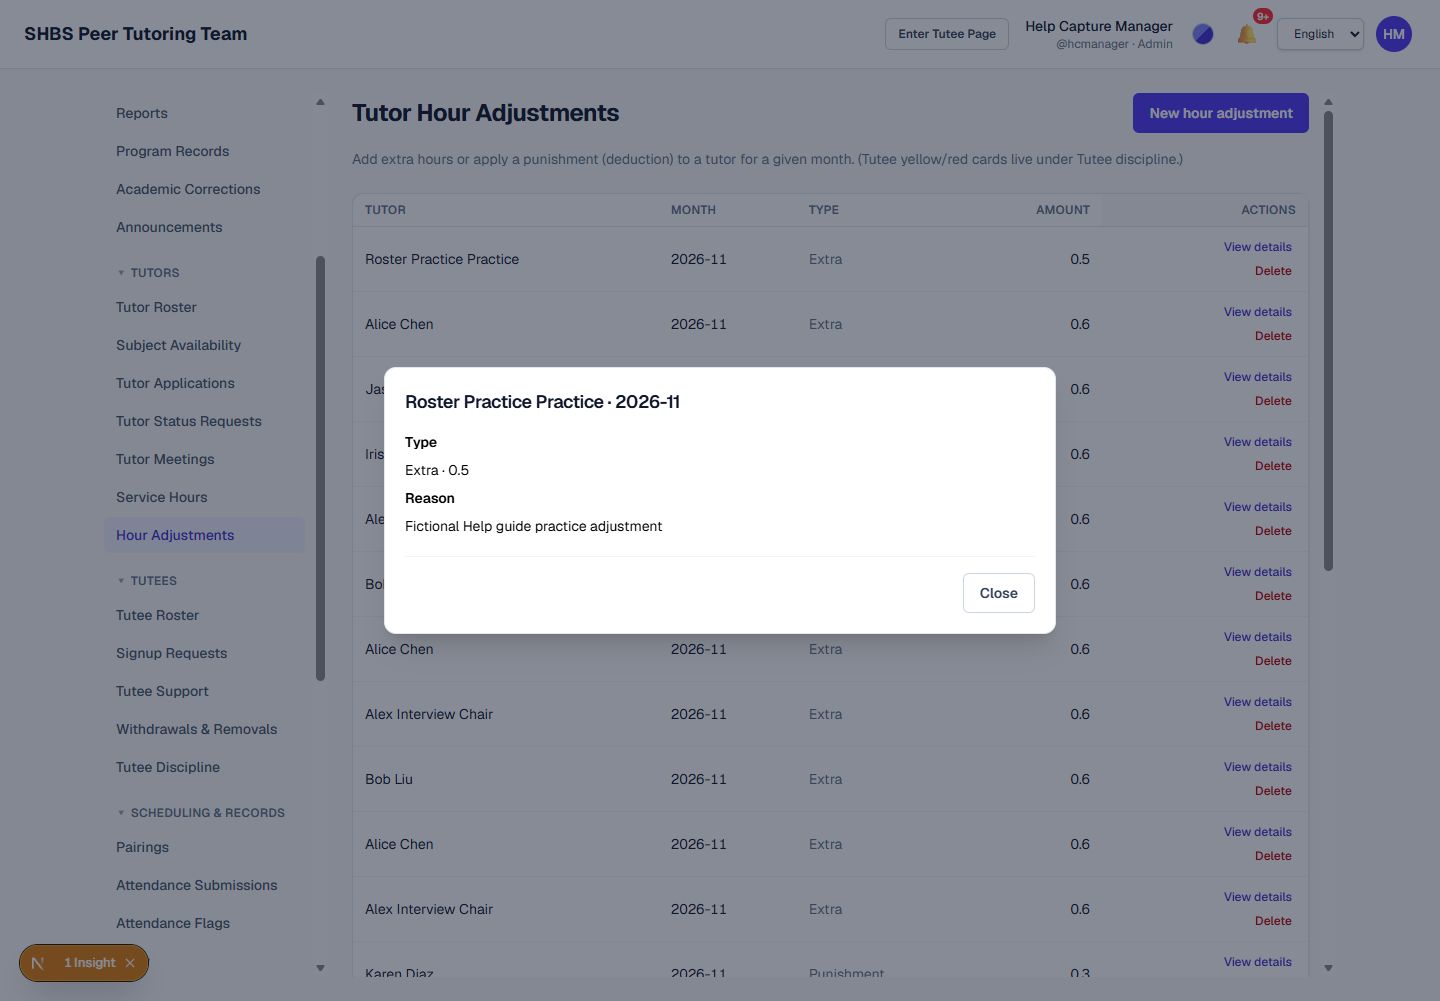 SHBS Peer Tutoring Team
Enter Tutee Page
Help Capture Manager
@hcmanager · Admin
9+
English
HM
Reports
Program Records
Academic Corrections
Announcements
TUTORS
Tutor Roster
Subject Availability
Tutor Applications
Tutor Status Requests
Tutor Meetings
Service Hours
Hour Adjustments
TUTEES
Tutee Roster
Signup Requests
Tutee Support
Withdrawals & Removals
Tutee Discipline
SCHEDULING & RECORDS
Pairings
Attendance Submissions
Attendance Flags
N 1 Insight ×
Tutor Hour Adjustments
New hour adjustment
Add extra hours or apply a punishment (deduction) to a tutor for a given month. (Tutee yellow/red cards live under Tutee discipline.)
TUTOR MONTH TYPE AMOUNT ACTIONS
Roster Practice Practice 2026-11 Extra 0.5 View details
Delete
Alice Chen 2026-11 Extra 0.6 View details
Delete
0.6 View details
Delete
0.6 View details
Delete
0.6 View details
Delete
0.6 View details
Delete
Roster Practice Practice · 2026-11
Type
Extra · 0.5
Reason
Fictional Help guide practice adjustment
Close
Alice Chen 2026-11 Extra 0.6 View details
Delete
Alex Interview Chair 2026-11 Extra 0.6 View details
Delete
Bob Liu 2026-11 Extra 0.6 View details
Delete
Alice Chen 2026-11 Extra 0.6 View details
Delete
Alex Interview Chair 2026-11 Extra 0.6 View details
Delete
Karen Diaz 2026-11 Punishment 0.3 View details